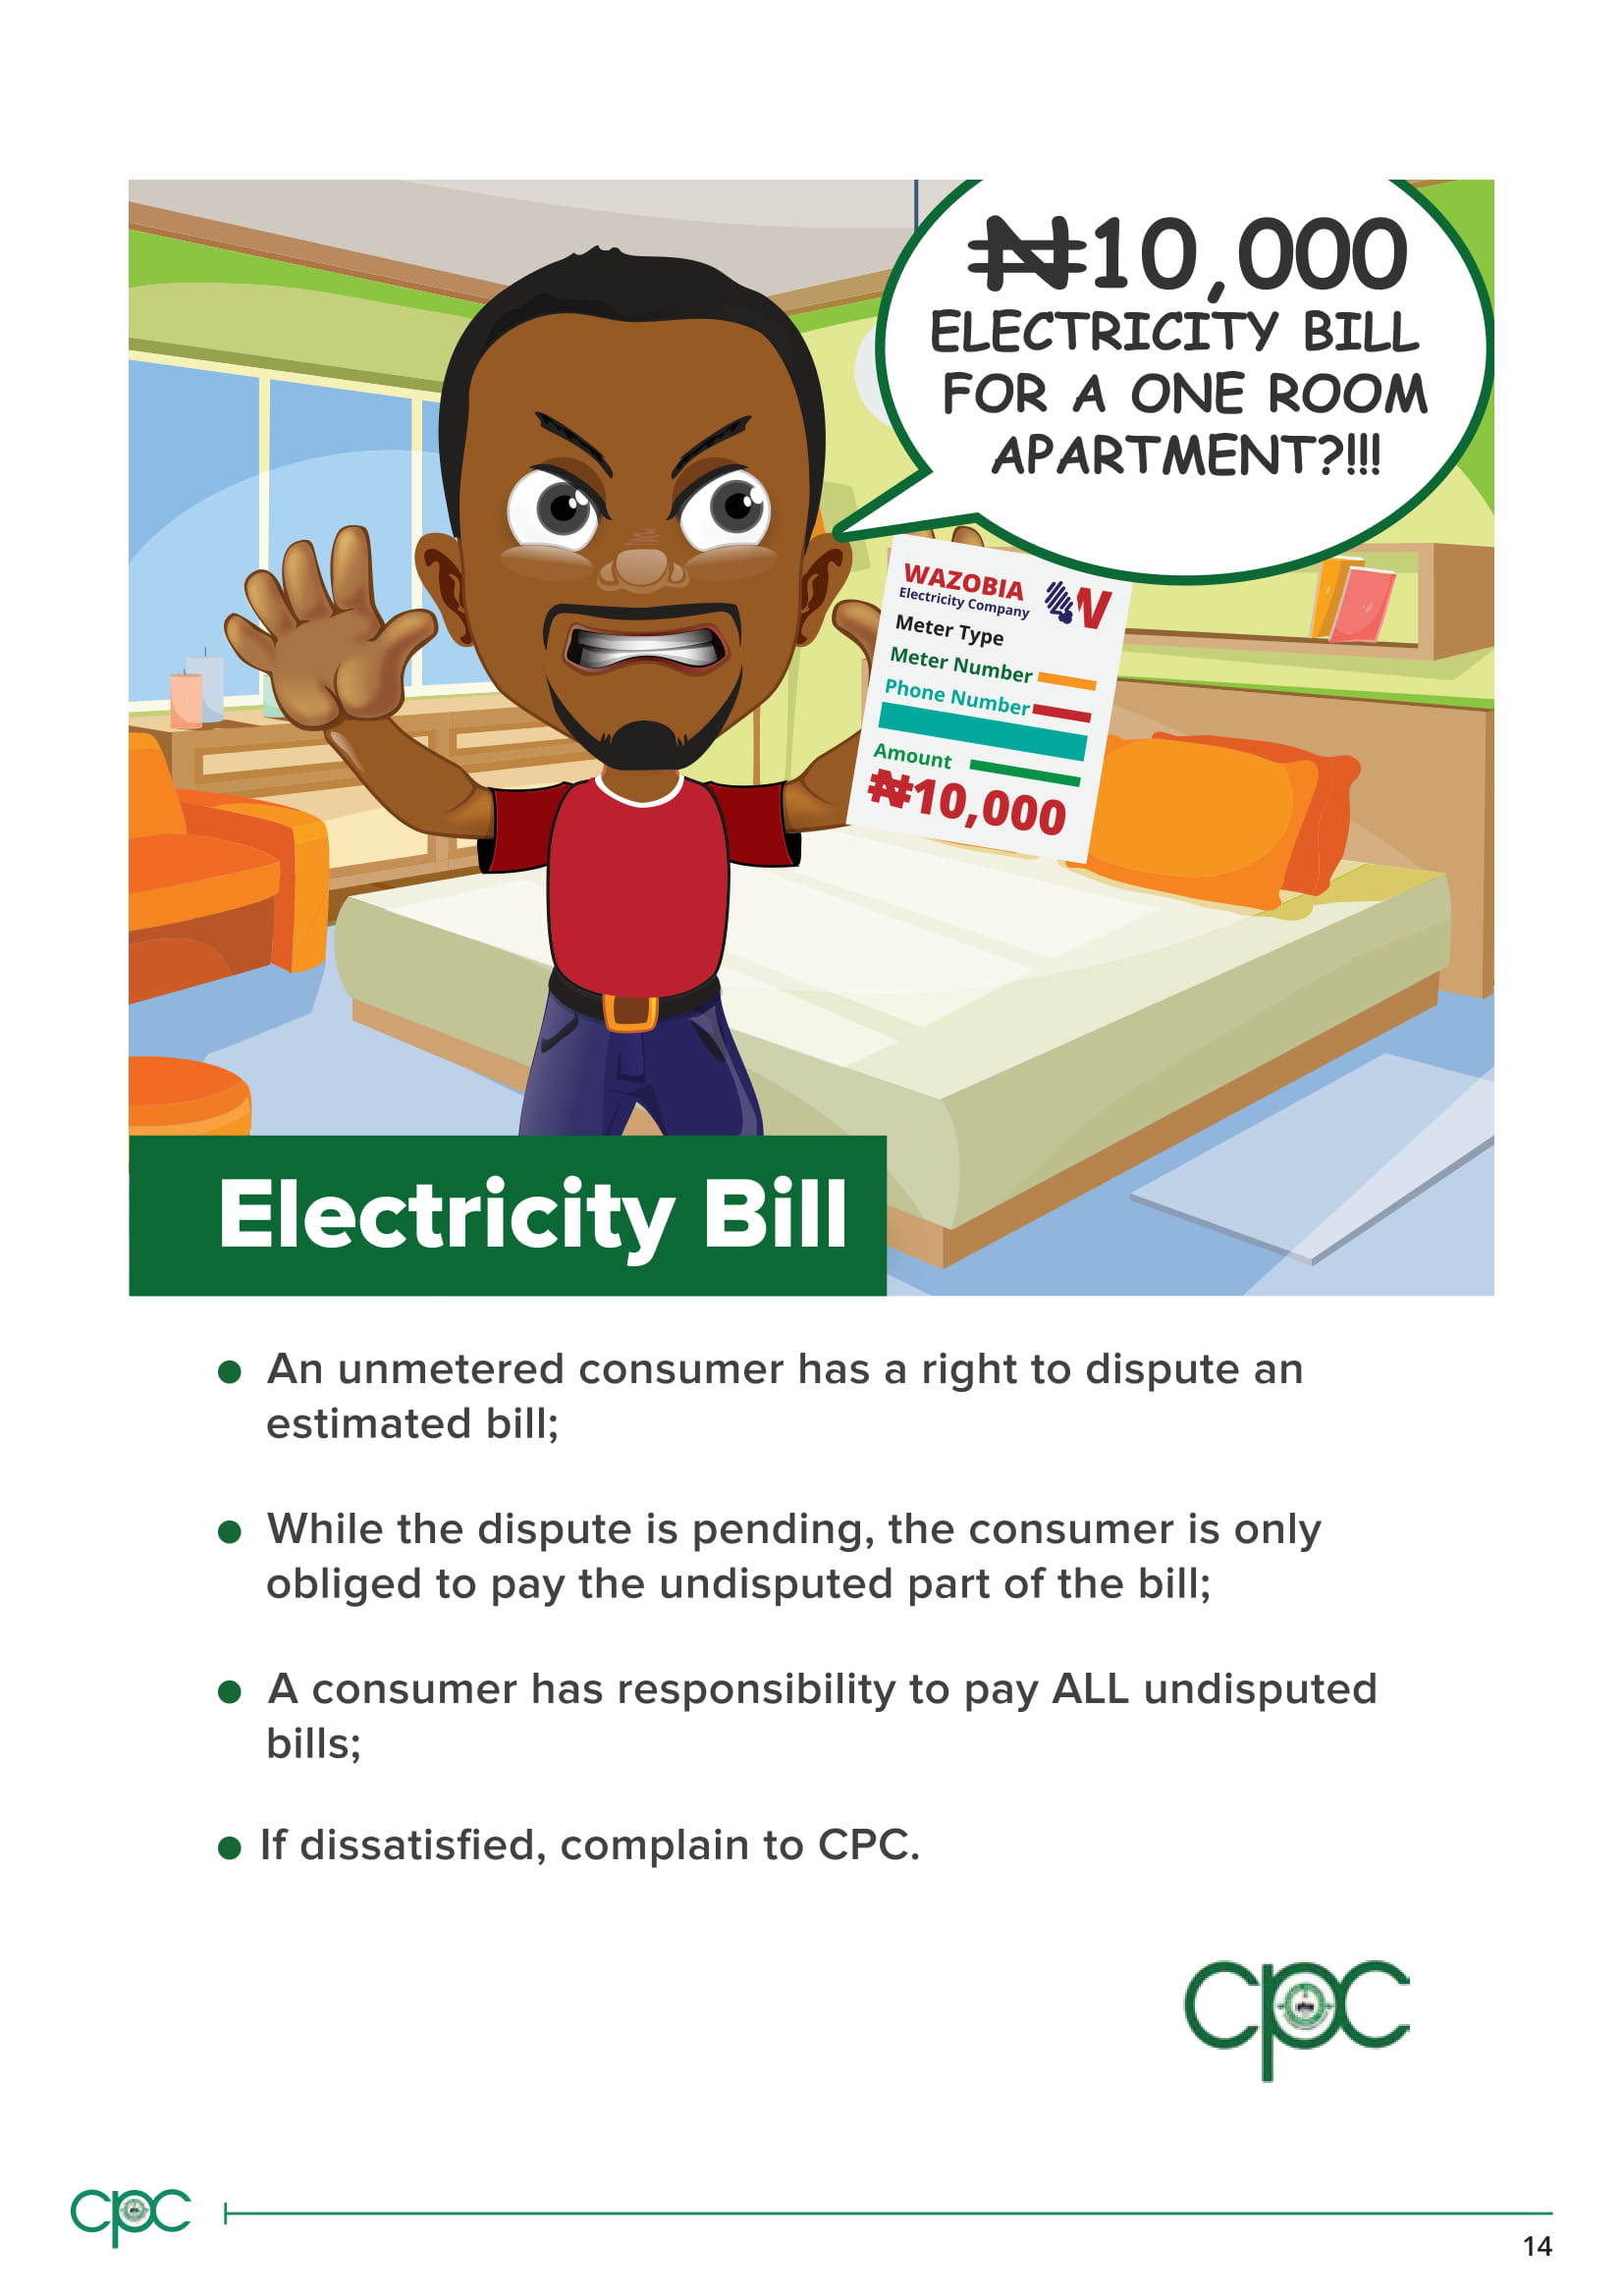 ₦10,000
ELECTRICITY BILL
FOR A ONE ROOM
APARTMENT?!!!
WAZOBIA
Electricity Company
W
Meter Type
Meter Number
Phone Number
Amount
₦10,000
Electricity Bill
● An unmetered consumer has a right to dispute an
estimated bill;
● While the dispute is pending, the consumer is only
obliged to pay the undisputed part of the bill;
● A consumer has responsibility to pay ALL undisputed
bills;
● If dissatisfied, complain to CPC.
cpc
cpc
14